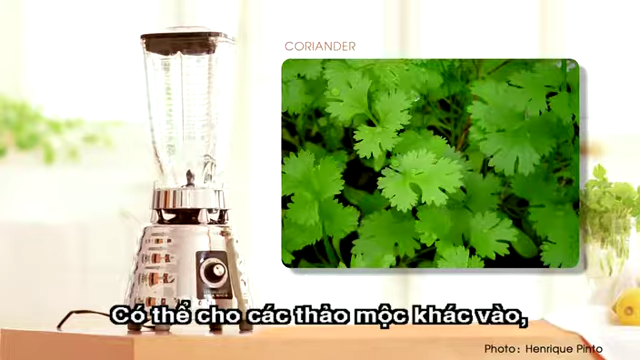 CORIANDER
Có thể cho các thảo mộc khác vào,
Photo: Henrique Pinto